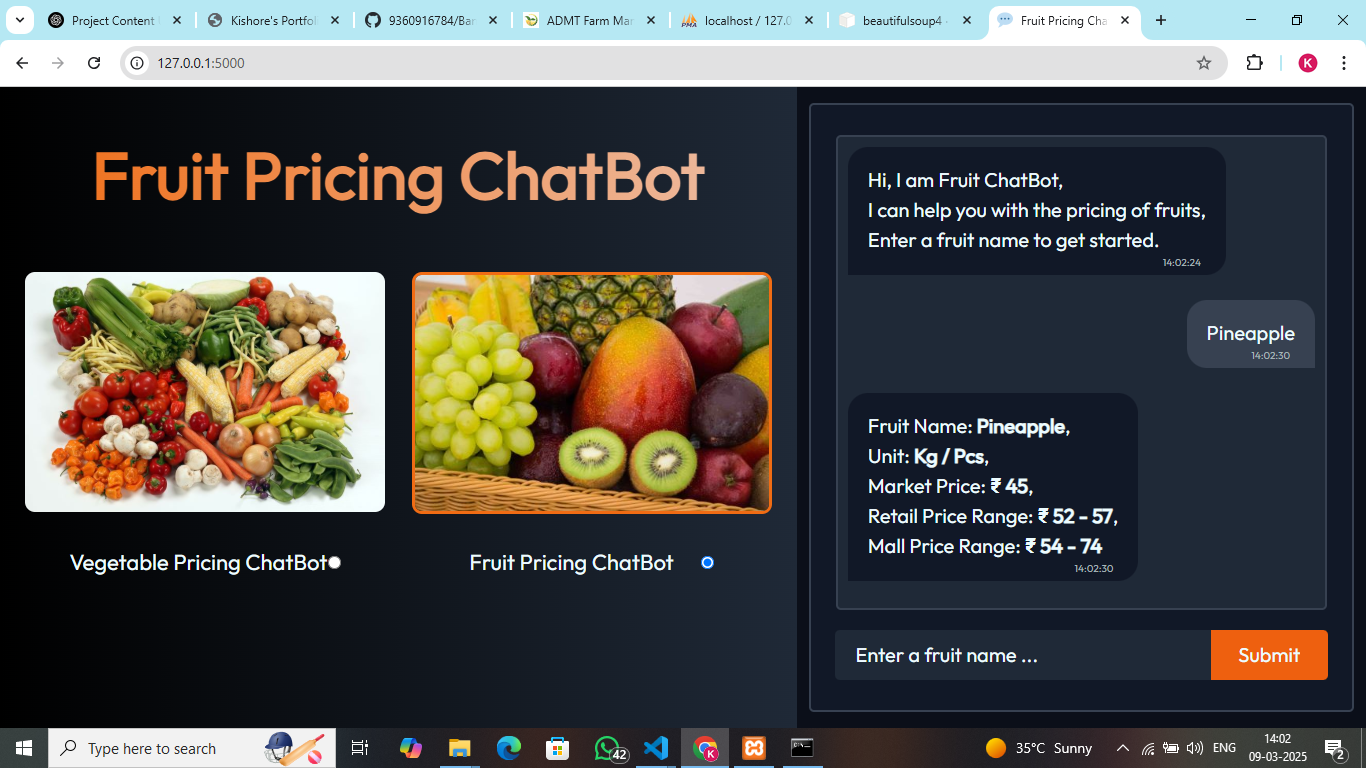 Project Content
Kishore's Portfoli
9360916784/Bar
ADMT Farm Mar
localhost / 127.0
beautifulsoup4
Fruit Pricing Cha
127.0.0.1:5000
K
Fruit Pricing ChatBot
Vegetable Pricing ChatBot
Fruit Pricing ChatBot
Hi, I am Fruit ChatBot,
I can help you with the pricing of fruits,
Enter a fruit name to get started.
14:02:24
Pineapple
14:02:30
Fruit Name: Pineapple,
Unit: Kg / Pcs,
Market Price: ₹ 45,
Retail Price Range: ₹ 52 - 57,
Mall Price Range: ₹ 54 - 74
14:02:30
Enter a fruit name ...
Submit
Type here to search
42
K
35°C Sunny
ENG
14:02
09-03-2025
2